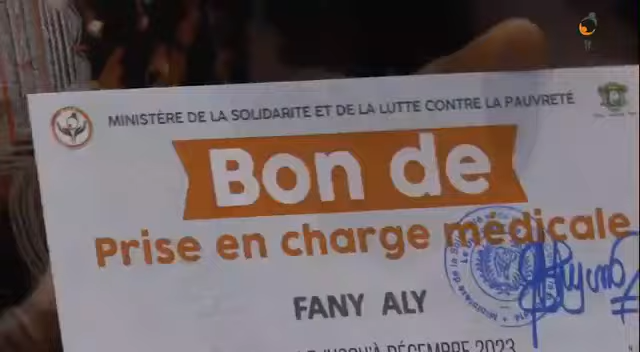 MINISTÈRE DE LA SOLIDARITE ET DE LA LUTTE CONTRE LA PAUVRETÉ
Bon de
Prise en charge médicale
FANY ALY
JUSQU'À DÉCEMBRE 2023